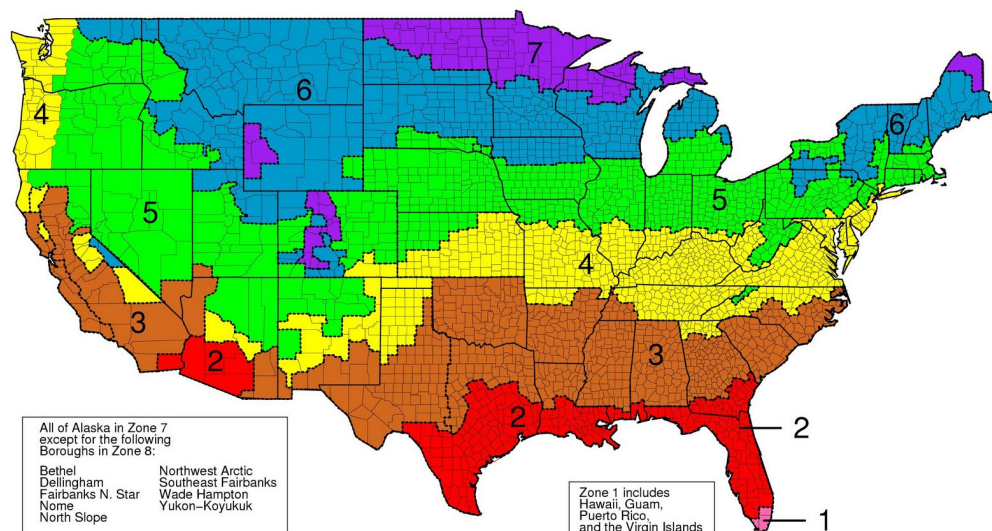 7
6
4
6
5
5
4
3
3
2
2
2
1
All of Alaska in Zone 7
except for the following
Boroughs in Zone 8:
Bethel
Dellingham
Fairbanks N. Star
Nome
North Slope
Northwest Arctic
Southeast Fairbanks
Wade Hampton
Yukon-Koyukuk
Zone 1 includes
Hawaii, Guam,
Puerto Rico,
and the Virgin Islands